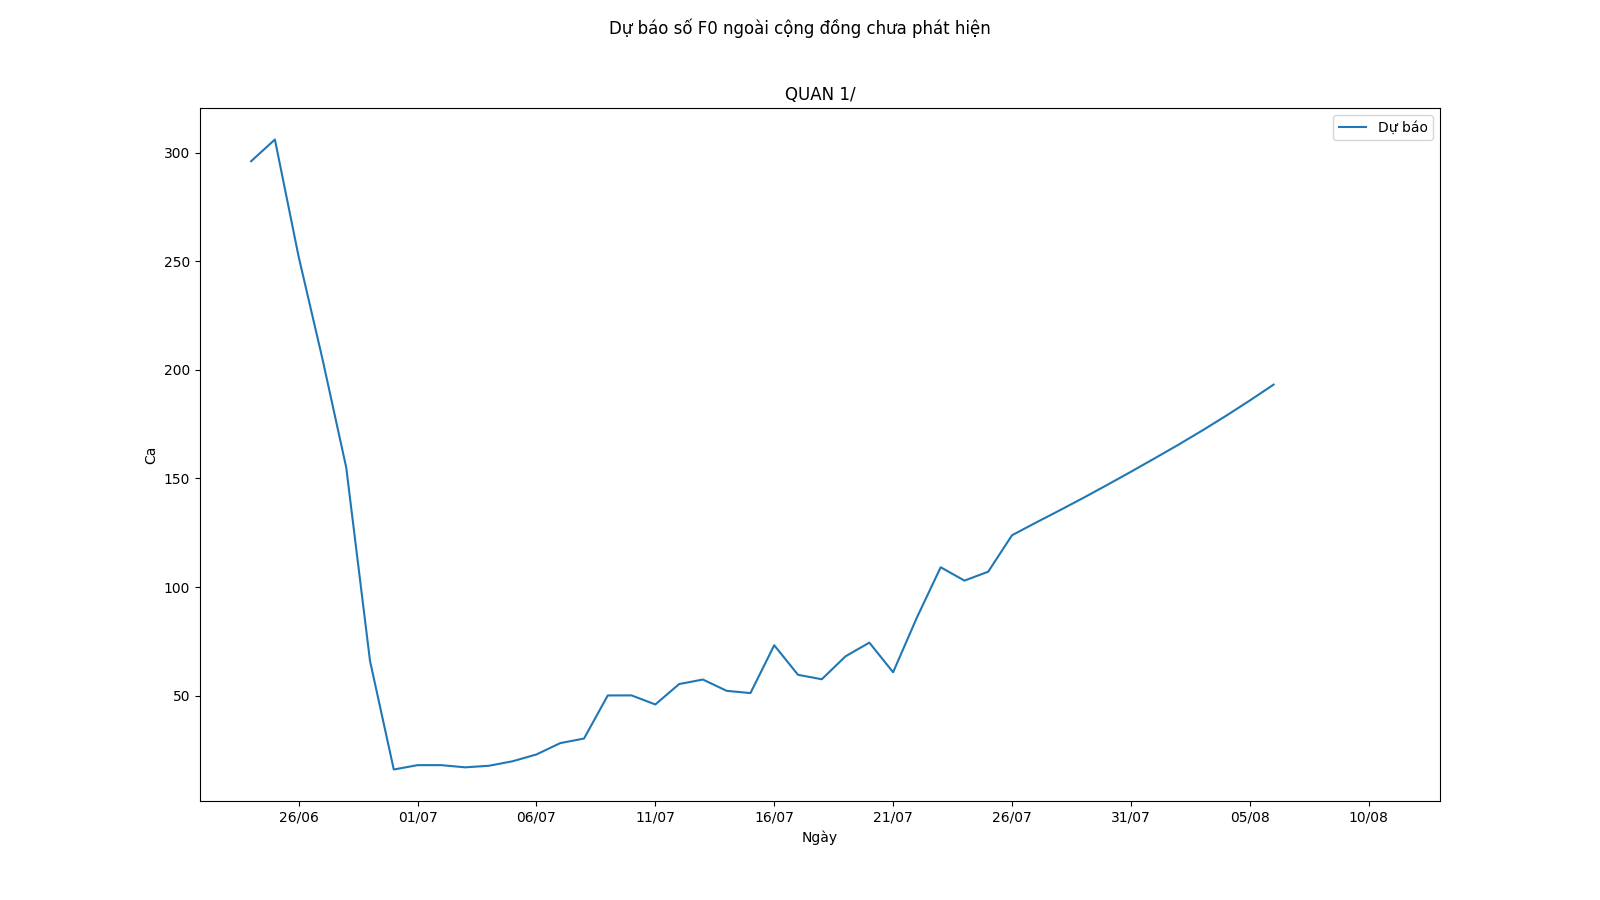 Dự báo số F0 ngoài cộng đồng chưa phát hiện
QUAN 1/
Dự báo
300
250
200
150
100
50
Ca
26/06 01/07 06/07 11/07 16/07 21/07 26/07 31/07 05/08 10/08
Ngày